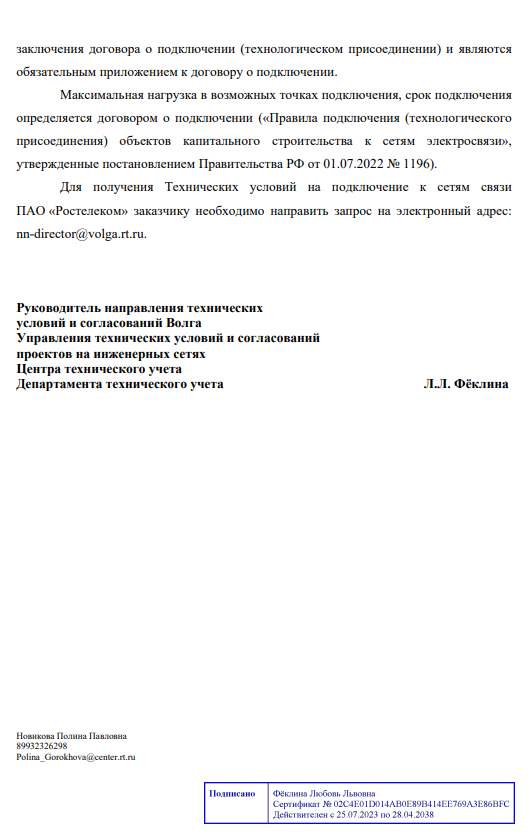 заключения договора о подключении (технологическом присоединении) и являются
обязательным приложением к договору о подключении.
Максимальная нагрузка в возможных точках подключения, срок подключения
определяется договором о подключении («Правила подключения (технологического
присоединения) объектов капитального строительства к сетям электросвязи»,
утвержденные постановлением Правительства РФ от 01.07.2022 № 1196).
Для получения Технических условий на подключение к сетям связи
ПАО «Ростелеком» заказчику необходимо направить запрос на электронный адрес:
nn-director@volga.rt.ru.
Руководитель направления технических
условий и согласований Волга
Управления технических условий и согласований
проектов на инженерных сетях
Центра технического учета
Департамента технического учета Л.Л. Фёклина
Новикова Полина Павловна
89932326298
Polina_Gorokhova@center.rt.ru
Подписано Фёклина Любовь Львовна
Сертификат № 02C4E01D014AB0E89B414EE769A3E86BFC
Действителен с 25.07.2023 по 28.04.2038